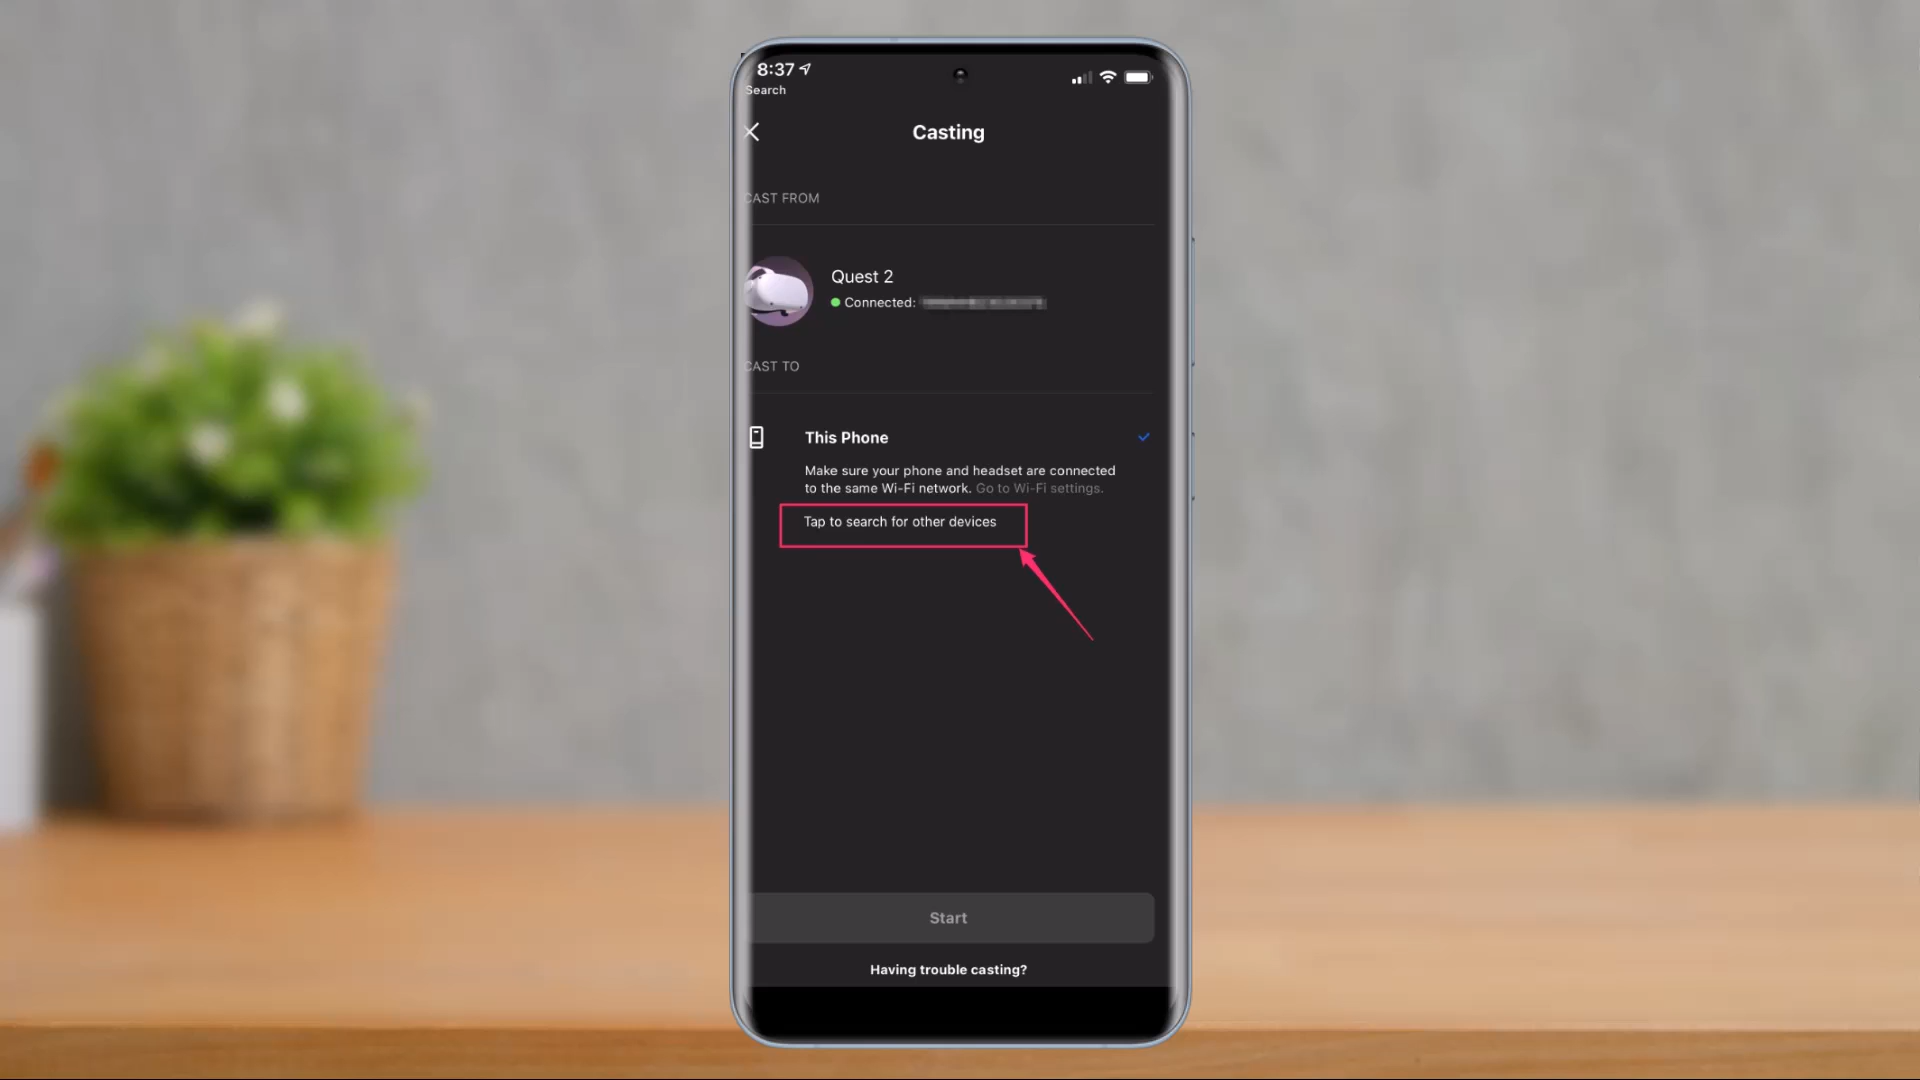 8:37
Search
Casting
CAST FROM
Quest 2
Connected:
CAST TO
This Phone
Make sure your phone and headset are connected
to the same Wi-Fi network. Go to Wi-Fi settings.
Tap to search for other devices
Start
Having trouble casting?